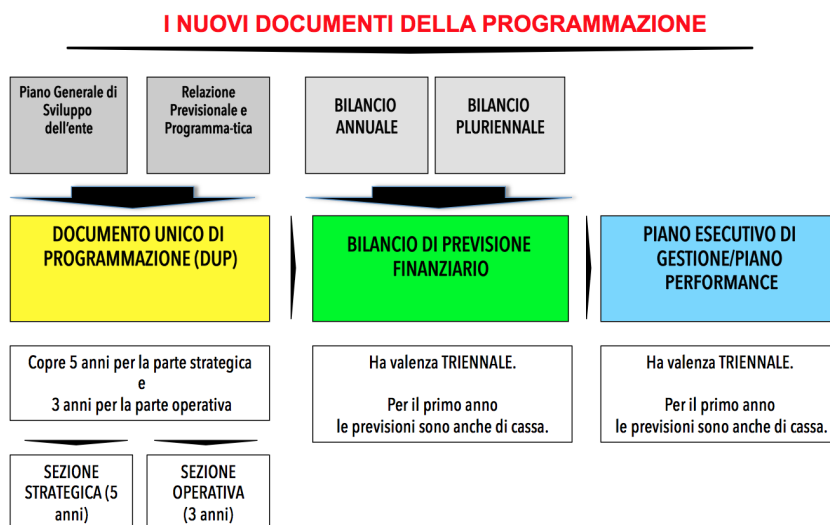 I NUOVI DOCUMENTI DELLA PROGRAMMAZIONE
Piano Generale di
Sviluppo
dell'ente
Relazione
Previsionale e
Programma-tica
BILANCIO
ANNUALE
BILANCIO
PLURIENNALE
DOCUMENTO UNICO DI
PROGRAMMAZIONE (DUP)
BILANCIO DI PREVISIONE
FINANZIARIO
PIANO ESECUTIVO DI
GESTIONE/PIANO
PERFORMANCE
Copre 5 anni per la parte strategica
e
3 anni per la parte operativa
Ha valenza TRIENNALE.
Per il primo anno
le previsioni sono anche di cassa.
Ha valenza TRIENNALE.
Per il primo anno
le previsioni sono anche di cassa.
SEZIONE
STRATEGICA (5
anni)
SEZIONE
OPERATIVA
(3 anni)